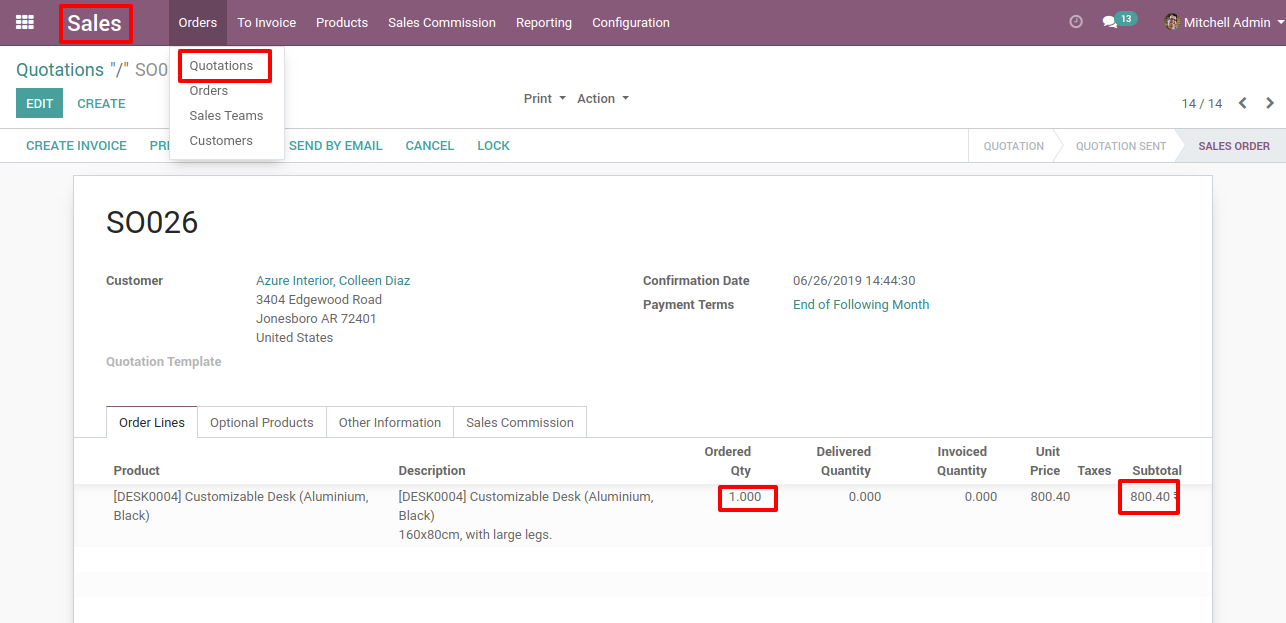 Sales Orders To Invoice Products Sales Commission Reporting Configuration 13 Mitchell Admin
Quotations
Orders
Sales Teams
Customers
Quotations "/" SO0
EDIT CREATE Print Action 14 / 14
CREATE INVOICE SEND BY EMAIL CANCEL LOCK QUOTATION QUOTATION SENT SALES ORDER
SO026
Customer Azure Interior, Colleen Diaz
3404 Edgewood Road
Jonesboro AR 72401
United States
Confirmation Date 06/26/2019 14:44:30
Payment Terms End of Following Month
Quotation Template
Order Lines Optional Products Other Information Sales Commission
Product Description Ordered Qty Delivered Quantity Invoiced Quantity Unit Price Taxes Subtotal
[DESK0004] Customizable Desk (Aluminium, [DESK0004] Customizable Desk (Aluminium, 1.000 0.000 0.000 800.40 800.40
Black) Black)
160x80cm, with large legs.